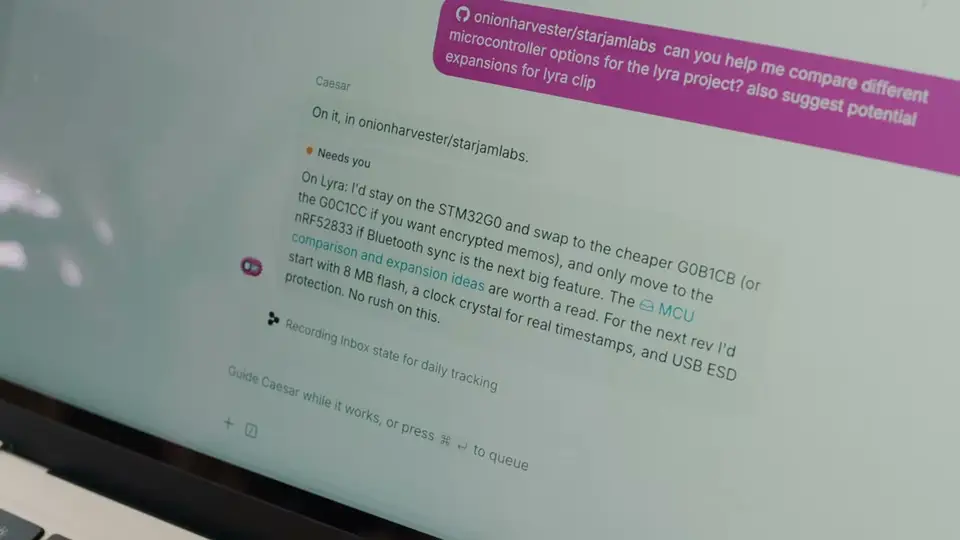 onionharvester/starjamlabs can you help me compare different
microcontroller options for the lyra project? also suggest potential
expansions for lyra clip
Caesar
On it, in onionharvester/starjamlabs.
Needs you
On Lyra: I'd stay on the STM32G0 and swap to the cheaper G0B1CB (or
the G0C1CC if you want encrypted memos), and only move to the
nRF52833 if Bluetooth sync is the next big feature. The MCU
comparison and expansion ideas are worth a read. For the next rev I'd
start with 8 MB flash, a clock crystal for real timestamps, and USB ESD
protection. No rush on this.
Recording Inbox state for daily tracking
Guide Caesar while it works, or press ⌘ ↵ to queue